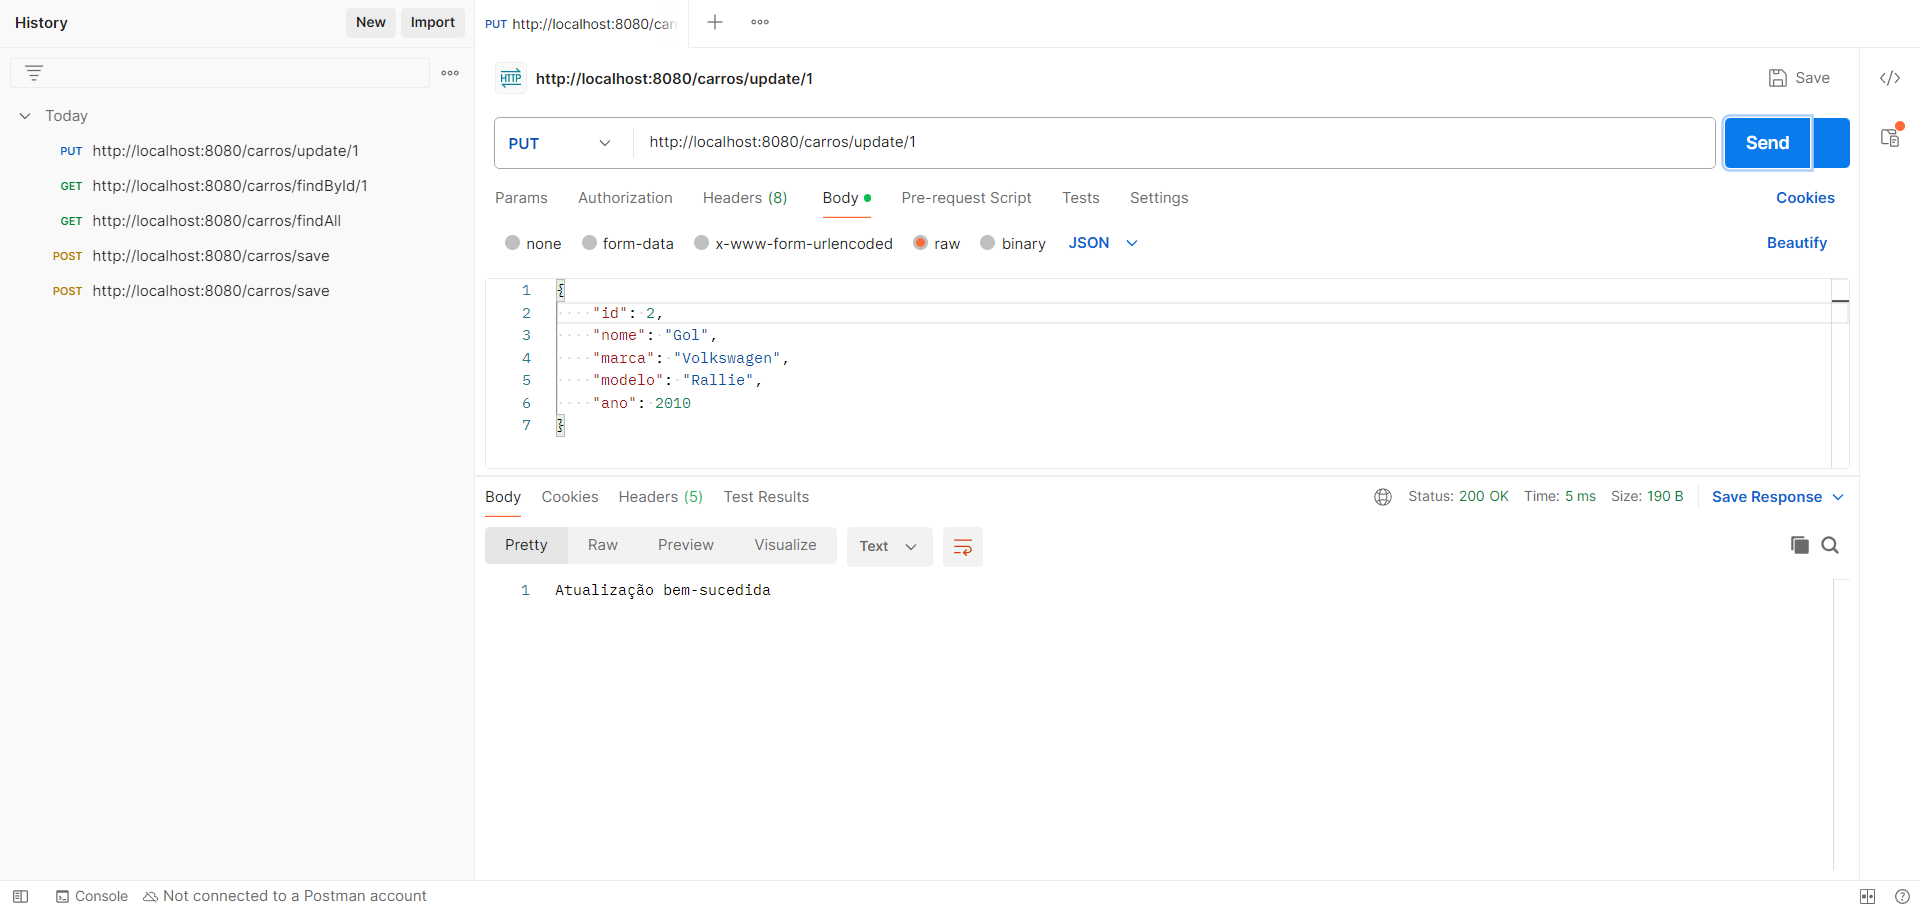 History
New
Import
PUT http://localhost:8080/car
Today
PUT http://localhost:8080/carros/update/1
GET http://localhost:8080/carros/findById/1
GET http://localhost:8080/carros/findAll
POST http://localhost:8080/carros/save
POST http://localhost:8080/carros/save
HTTP http://localhost:8080/carros/update/1
Save
PUT http://localhost:8080/carros/update/1
Send
Params Authorization Headers (8) Body Pre-request Script Tests Settings Cookies
none form-data x-www-form-urlencoded raw binary JSON Beautify
1 {
2 "id": 2,
3 "nome": "Gol",
4 "marca": "Volkswagen",
5 "modelo": "Rallie",
6 "ano": 2010
7 }
Body Cookies Headers (5) Test Results Status: 200 OK Time: 5 ms Size: 190 B Save Response
Pretty Raw Preview Visualize Text
1 Atualização bem-sucedida
Console Not connected to a Postman account